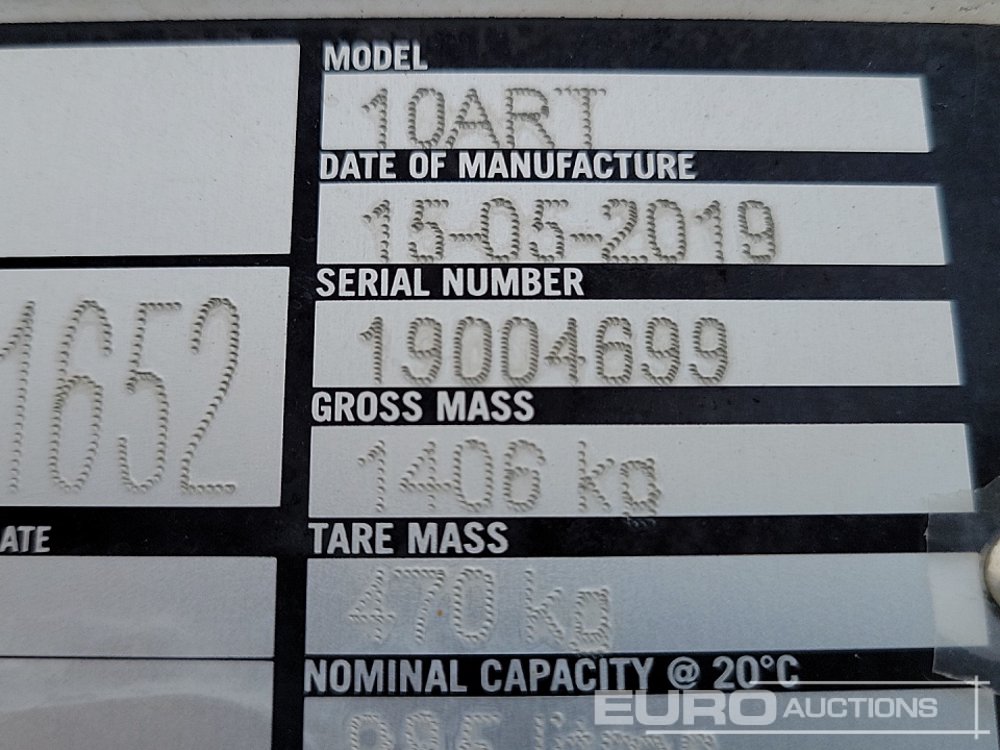 MODEL
10ART
DATE OF MANUFACTURE
15-05-2019
SERIAL NUMBER
19004699
1652
GROSS MASS
1406 kg
ATE
TARE MASS
470 kg
NOMINAL CAPACITY @ 20°C
EURO AUCTIONS